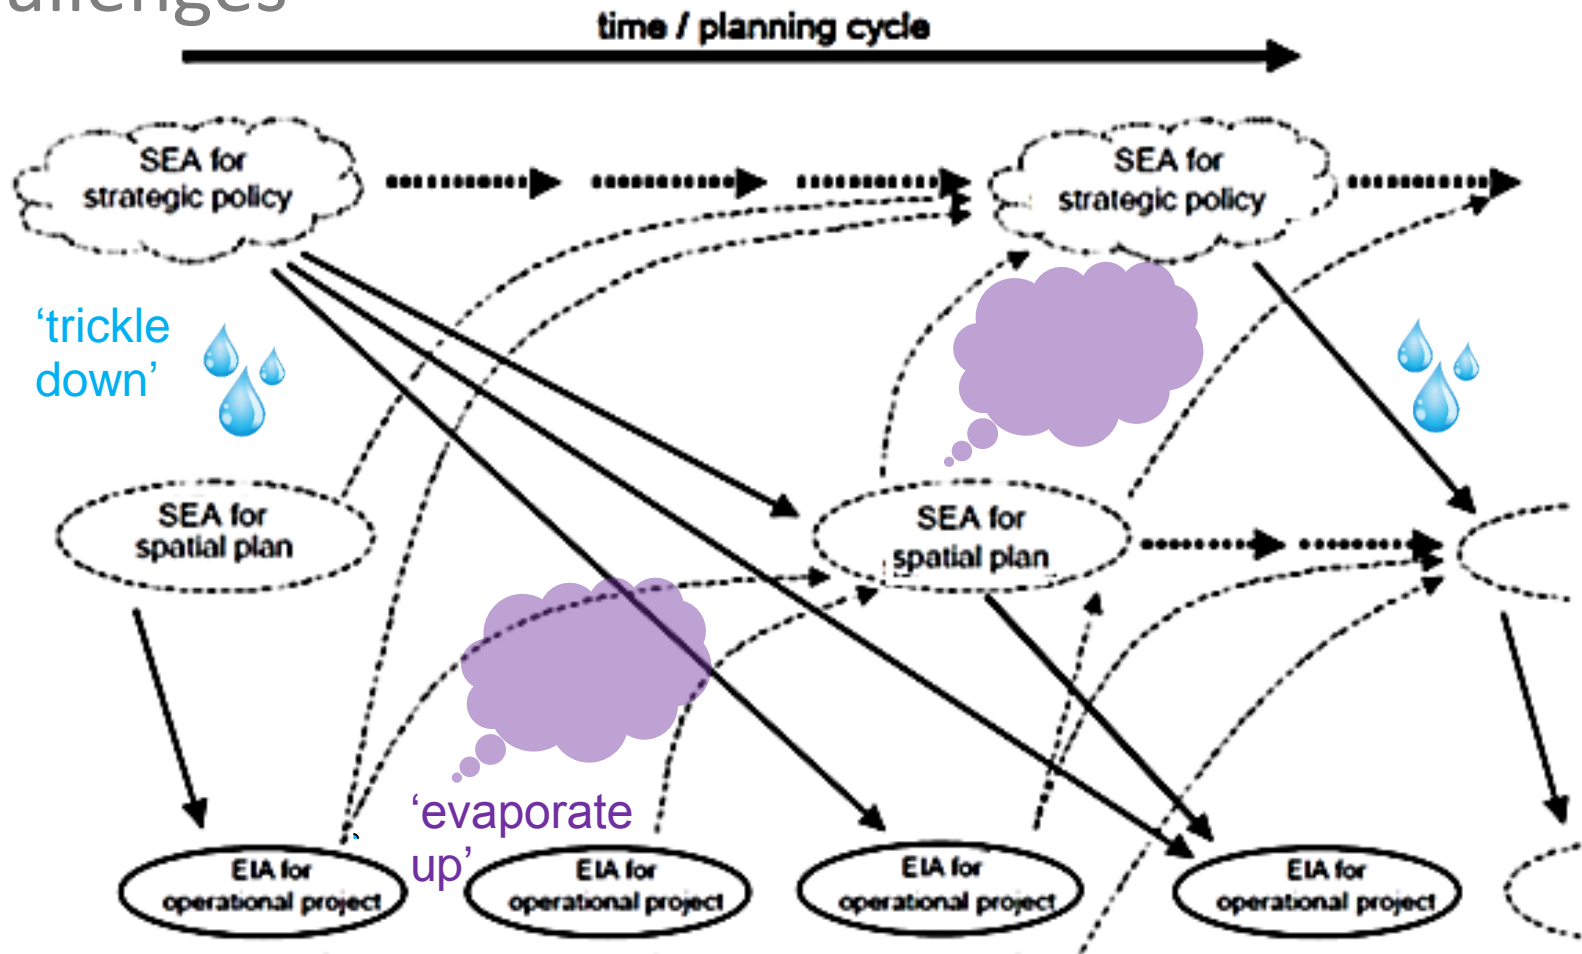 time / planning cycle
SEA for
strategic policy
SEA for
strategic policy
‘trickle
down’
SEA for
spatial plan
SEA for
spatial plan
‘evaporate
up’
EIA for
operational project
EIA for
operational project
EIA for
operational project
EIA for
operational project